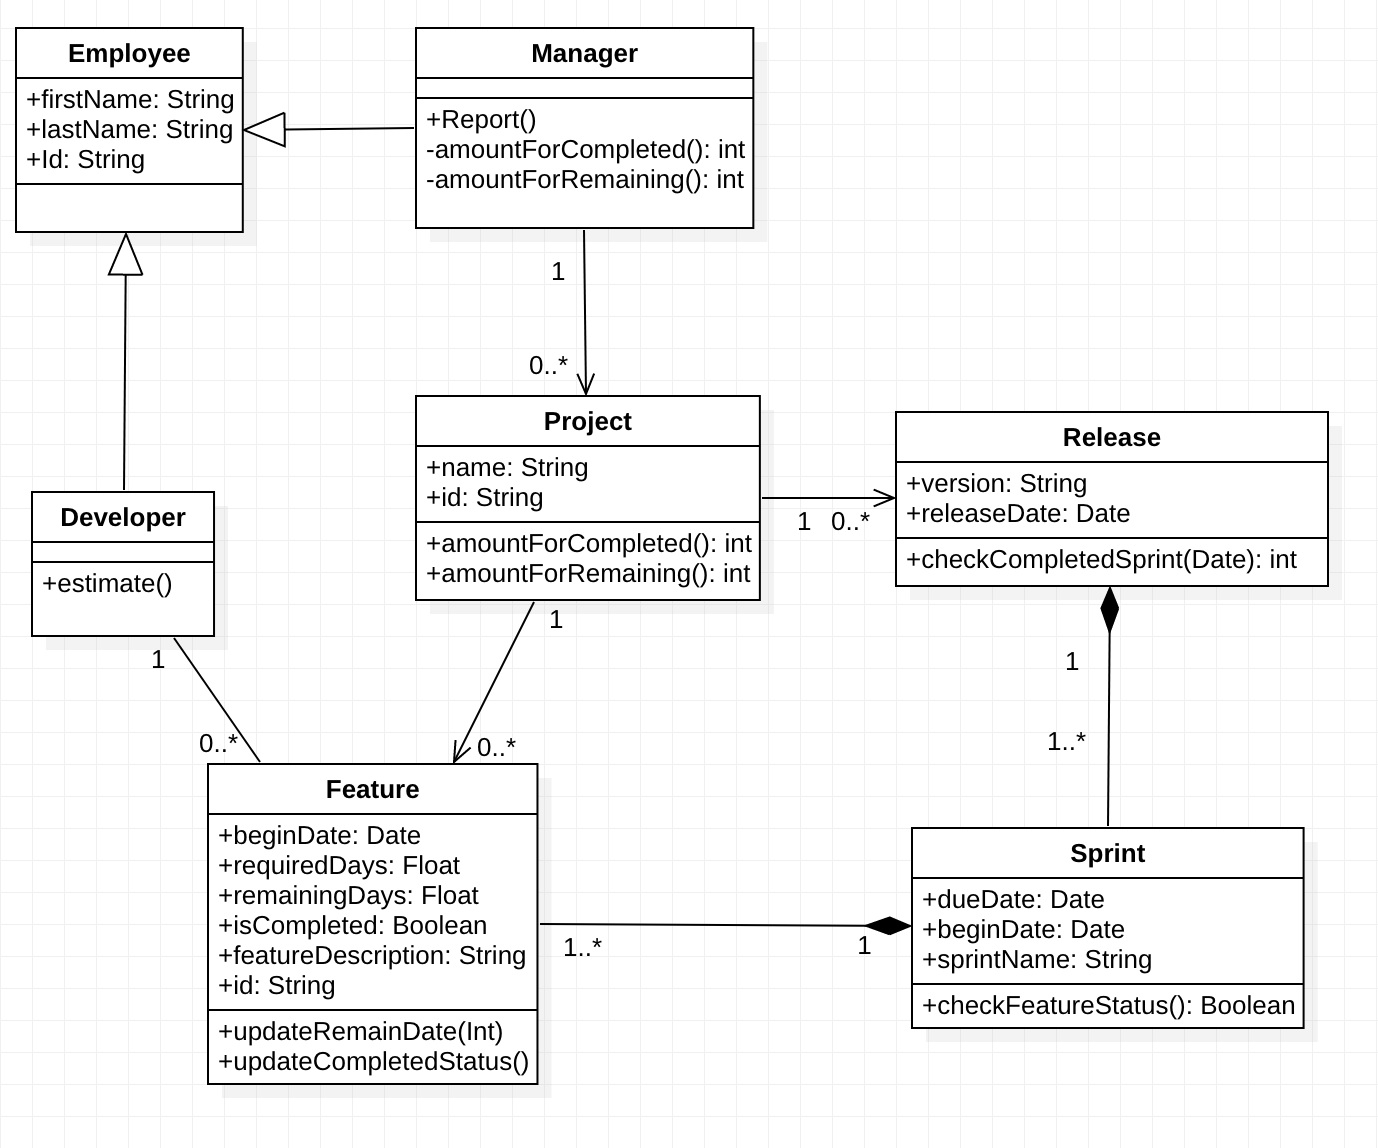 Employee
+firstName: String
+lastName: String
+Id: String
Manager
+Report()
-amountForCompleted(): int
-amountForRemaining(): int
1
0..*
Project
+name: String
+id: String
+amountForCompleted(): int
+amountForRemaining(): int
1 0..*
Release
+version: String
+releaseDate: Date
+checkCompletedSprint(Date): int
Developer
+estimate()
1
0..*
1
0..*
1
1..*
Feature
+beginDate: Date
+requiredDays: Float
+remainingDays: Float
+isCompleted: Boolean
+featureDescription: String
+id: String
+updateRemainDate(Int)
+updateCompletedStatus()
1..*
1
Sprint
+dueDate: Date
+beginDate: Date
+sprintName: String
+checkFeatureStatus(): Boolean